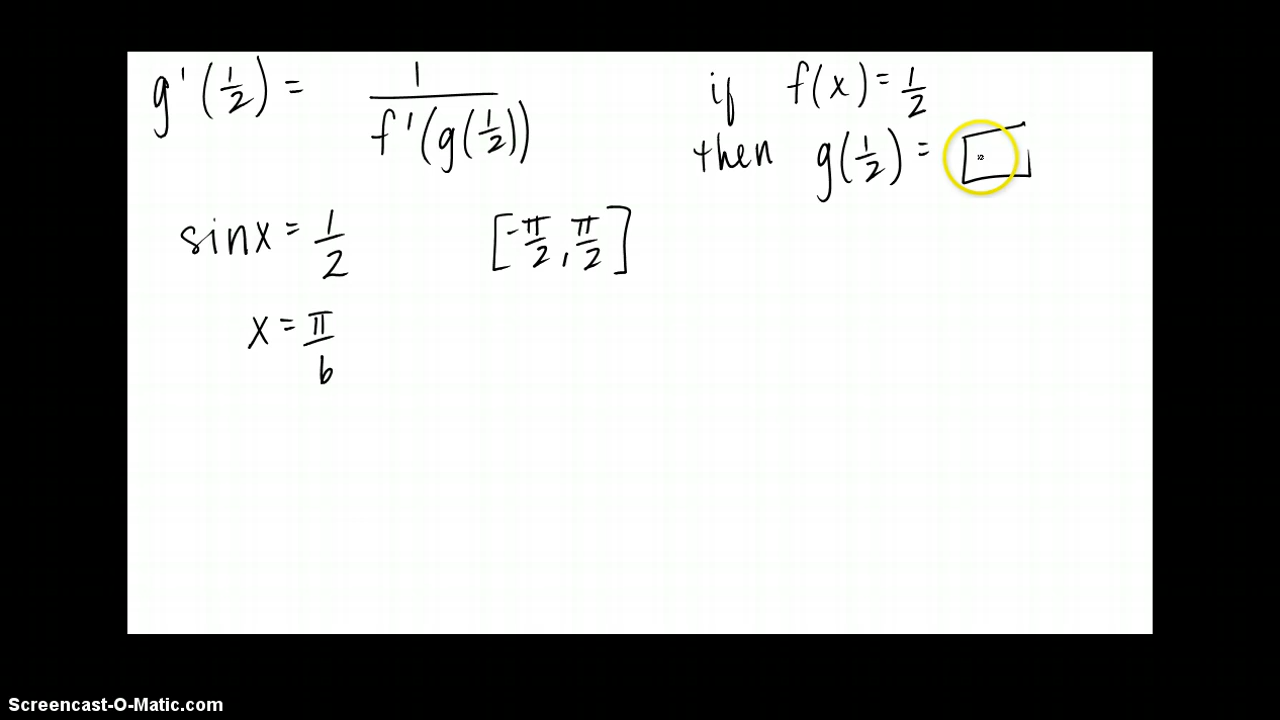 g'(1/2) = 1/f'(g(1/2))
if f(x) = 1/2
then g(1/2) = □
sinx = 1/2
[-π/2, π/2]
x = π/6
Screencast-O-Matic.com